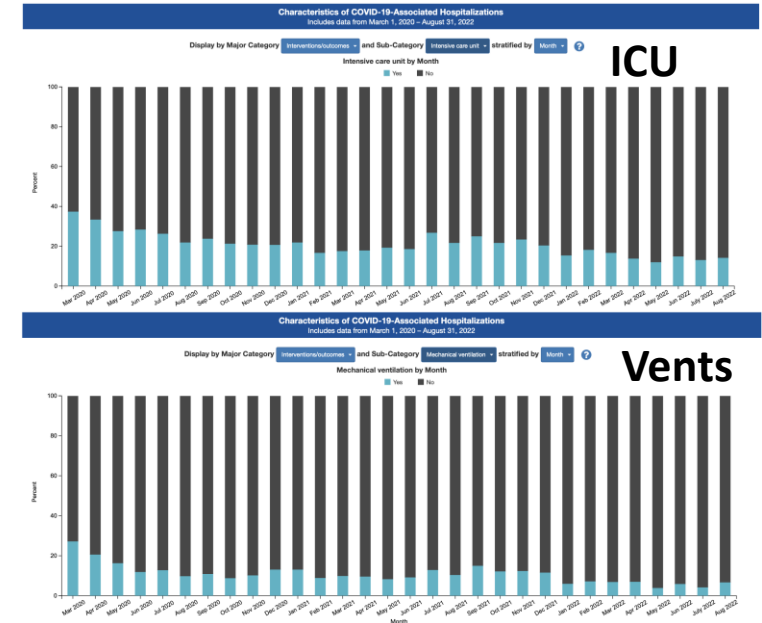 Characteristics of COVID-19-Associated Hospitalizations
Includes data from March 1, 2020 – August 31, 2022
Display by Major Category Interventions/outcomes and Sub-Category Intensive care unit stratified by Month ?
ICU
Intensive care unit by Month
Yes No
100
80
60
40
20
0
Percent
Mar 2020 Apr 2020 May 2020 Jun 2020 Jul 2020 Aug 2020 Sep 2020 Oct 2020 Nov 2020 Dec 2020 Jan 2021 Feb 2021 Mar 2021 Apr 2021 May 2021 Jun 2021 Jul 2021 Aug 2021 Sep 2021 Oct 2021 Nov 2021 Dec 2021 Jan 2022 Feb 2022 Mar 2022 Apr 2022 May 2022 Jun 2022 July 2022 Aug 2022
Characteristics of COVID-19-Associated Hospitalizations
Includes data from March 1, 2020 – August 31, 2022
Display by Major Category Interventions/outcomes and Sub-Category Mechanical ventilation stratified by Month ?
Vents
Mechanical ventilation by Month
Yes No
100
80
60
40
20
0
Percent
Mar 2020 Apr 2020 May 2020 Jun 2020 Jul 2020 Aug 2020 Sep 2020 Oct 2020 Nov 2020 Dec 2020 Jan 2021 Feb 2021 Mar 2021 Apr 2021 May 2021 Jun 2021 Jul 2021 Aug 2021 Sep 2021 Oct 2021 Nov 2021 Dec 2021 Jan 2022 Feb 2022 Mar 2022 Apr 2022 May 2022 Jun 2022 July 2022 Aug 2022
Month